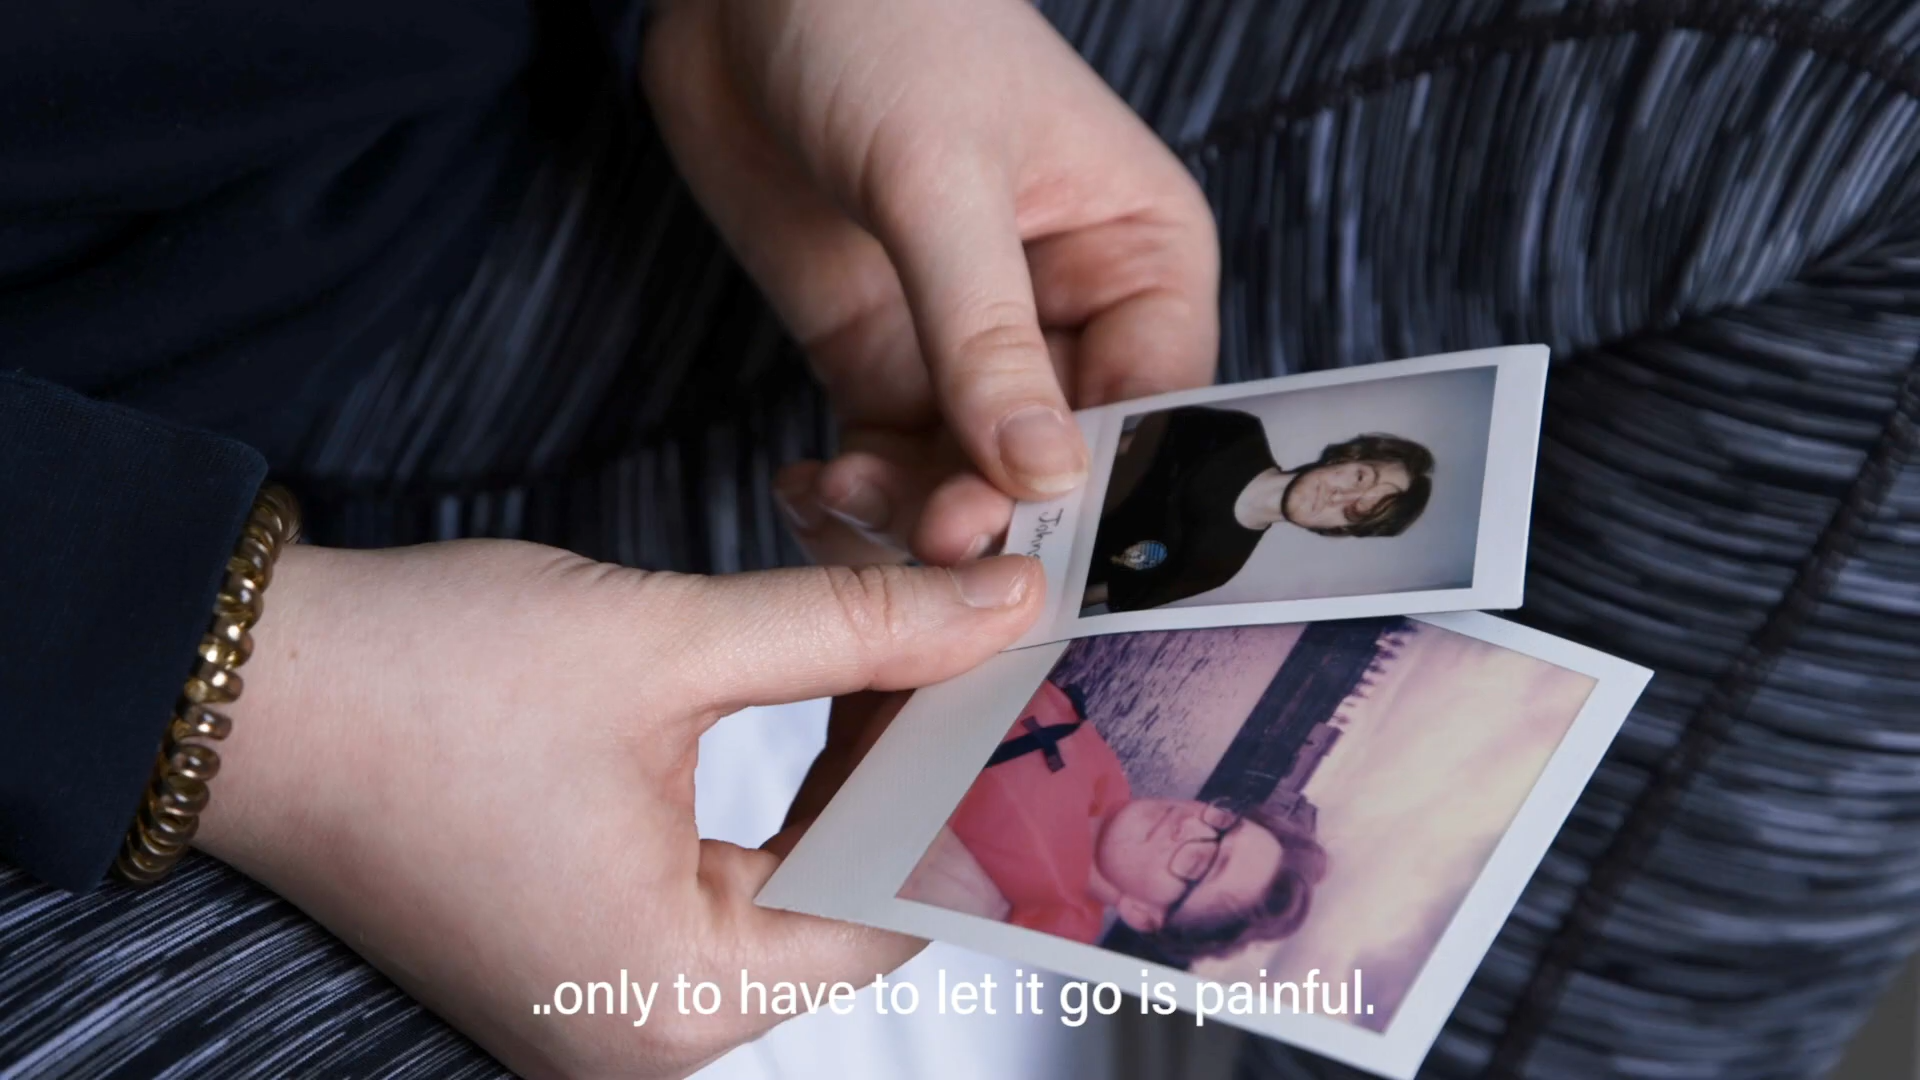 ..only to have to let it go is painful.